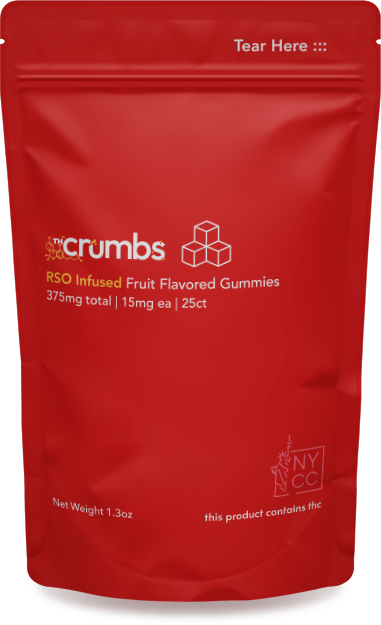 Tear Here :::
THcrumbs
RSO Infused Fruit Flavored Gummies
375mg total | 15mg ea | 25ct
NY
CC
Net Weight 1.3oz
this product contains thc